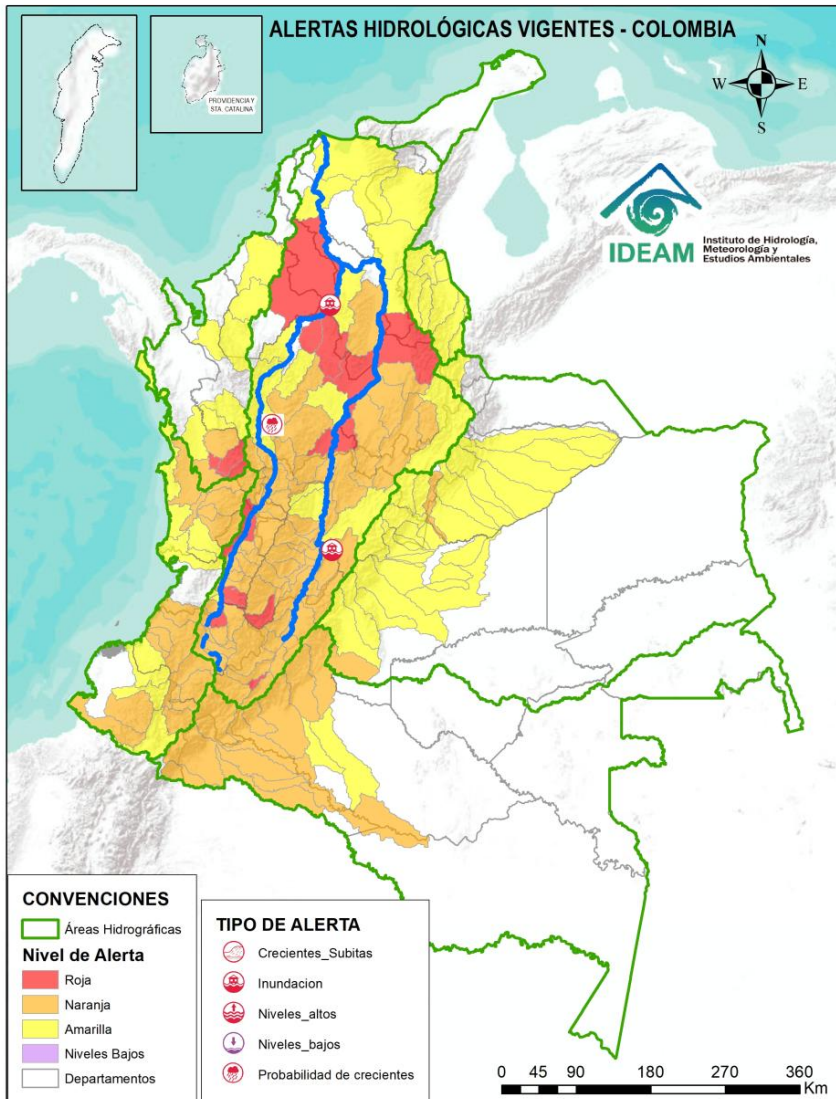 ALERTAS HIDROLÓGICAS VIGENTES - COLOMBIA
PROVIDENCIA Y
STA. CATALINA
N
W
E
S
IDEAM
Instituto de Hidrología,
Meteorología y
Estudios Ambientales
CONVENCIONES
Áreas Hidrográficas
Nivel de Alerta
Roja
Naranja
Amarilla
Niveles Bajos
Departamentos
TIPO DE ALERTA
Crecientes_Subitas
Inundacion
Niveles_altos
Niveles_bajos
Probabilidad de crecientes
0 45 90 180 270 360
Km